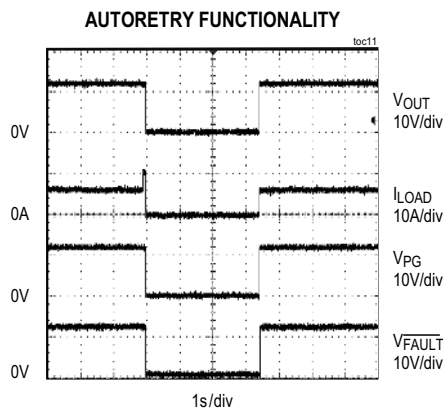 AUTORETRY FUNCTIONALITY
toc11
VOUT
10V/div
0V
ILOAD
10A/div
0A
VPG
10V/div
0V
VFAULT
10V/div
0V
1s/div